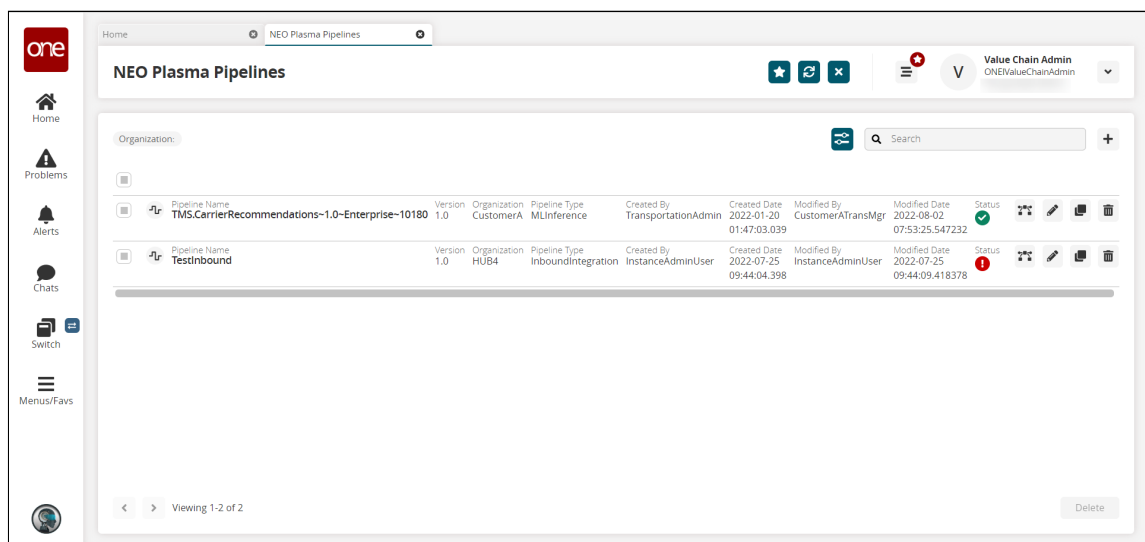 one
Home
NEO Plasma Pipelines
NEO Plasma Pipelines
V
Value Chain Admin
ONEIValueChainAdmin
Home
Problems
Alerts
Chats
Switch
Menus/Favs
Organization:
Search
Pipeline Name Version Organization Pipeline Type Created By Created Date Modified By Modified Date Status
TMS.CarrierRecommendations~1.0~Enterprise~10180 1.0 CustomerA MLInference TransportationAdmin 2022-01-20 CustomerATransMgr 2022-08-02
01:47:03.039 07:53:25.547232
Pipeline Name Version Organization Pipeline Type Created By Created Date Modified By Modified Date Status
TestInbound 1.0 HUB4 InboundIntegration InstanceAdminUser 2022-07-25 InstanceAdminUser 2022-07-25
09:44:04.398 09:44:09.418378
Viewing 1-2 of 2
Delete